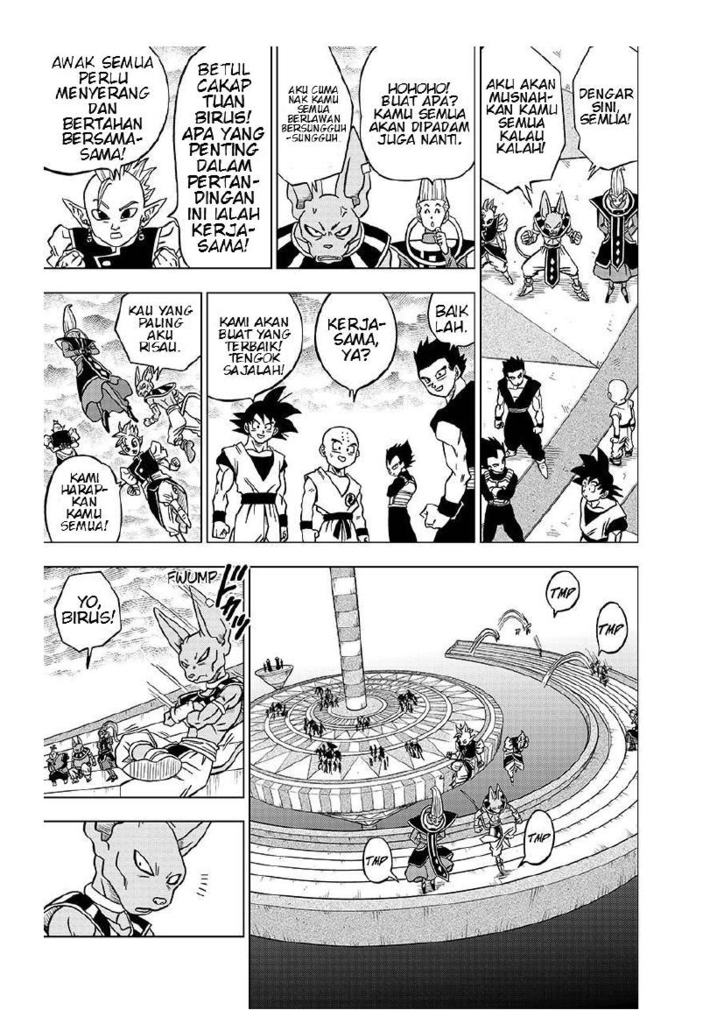 DENGAR
SINI,
SEMUA!
AKU AKAN
MUSNAH-
KAN KAMU
SEMUA
KALAU
KALAH!
HOHOHO!
BUAT APA?
KAMU SEMUA
AKAN DIPADAM
JUGA NANTI.
AKU CUMA
NAK KAMU
SEMUA
BERLAWAN
BERSUNGGUH
-SUNGGUH.
BETUL
CAKAP
TUAN
BIRUS!
APA YANG
PENTING
DALAM
PERTAN-
DINGAN
INI IALAH
KERJA-
SAMA!
AWAK SEMUA
PERLU
MENYERANG
DAN
BERTAHAN
BERSAMA-
SAMA!
BAIK
LAH.
KERJA-
SAMA,
YA?
KAMI AKAN
BUAT YANG
TERBAIK!
TENGOK
SAJALAH!
KAU YANG
PALING
AKU
RISAU.
KAMI
HARAP-
KAN
KAMU
SEMUA!
TMP
TMP
TMP
TMP
FWUMP
ドカッ
YO,
BIRUS!